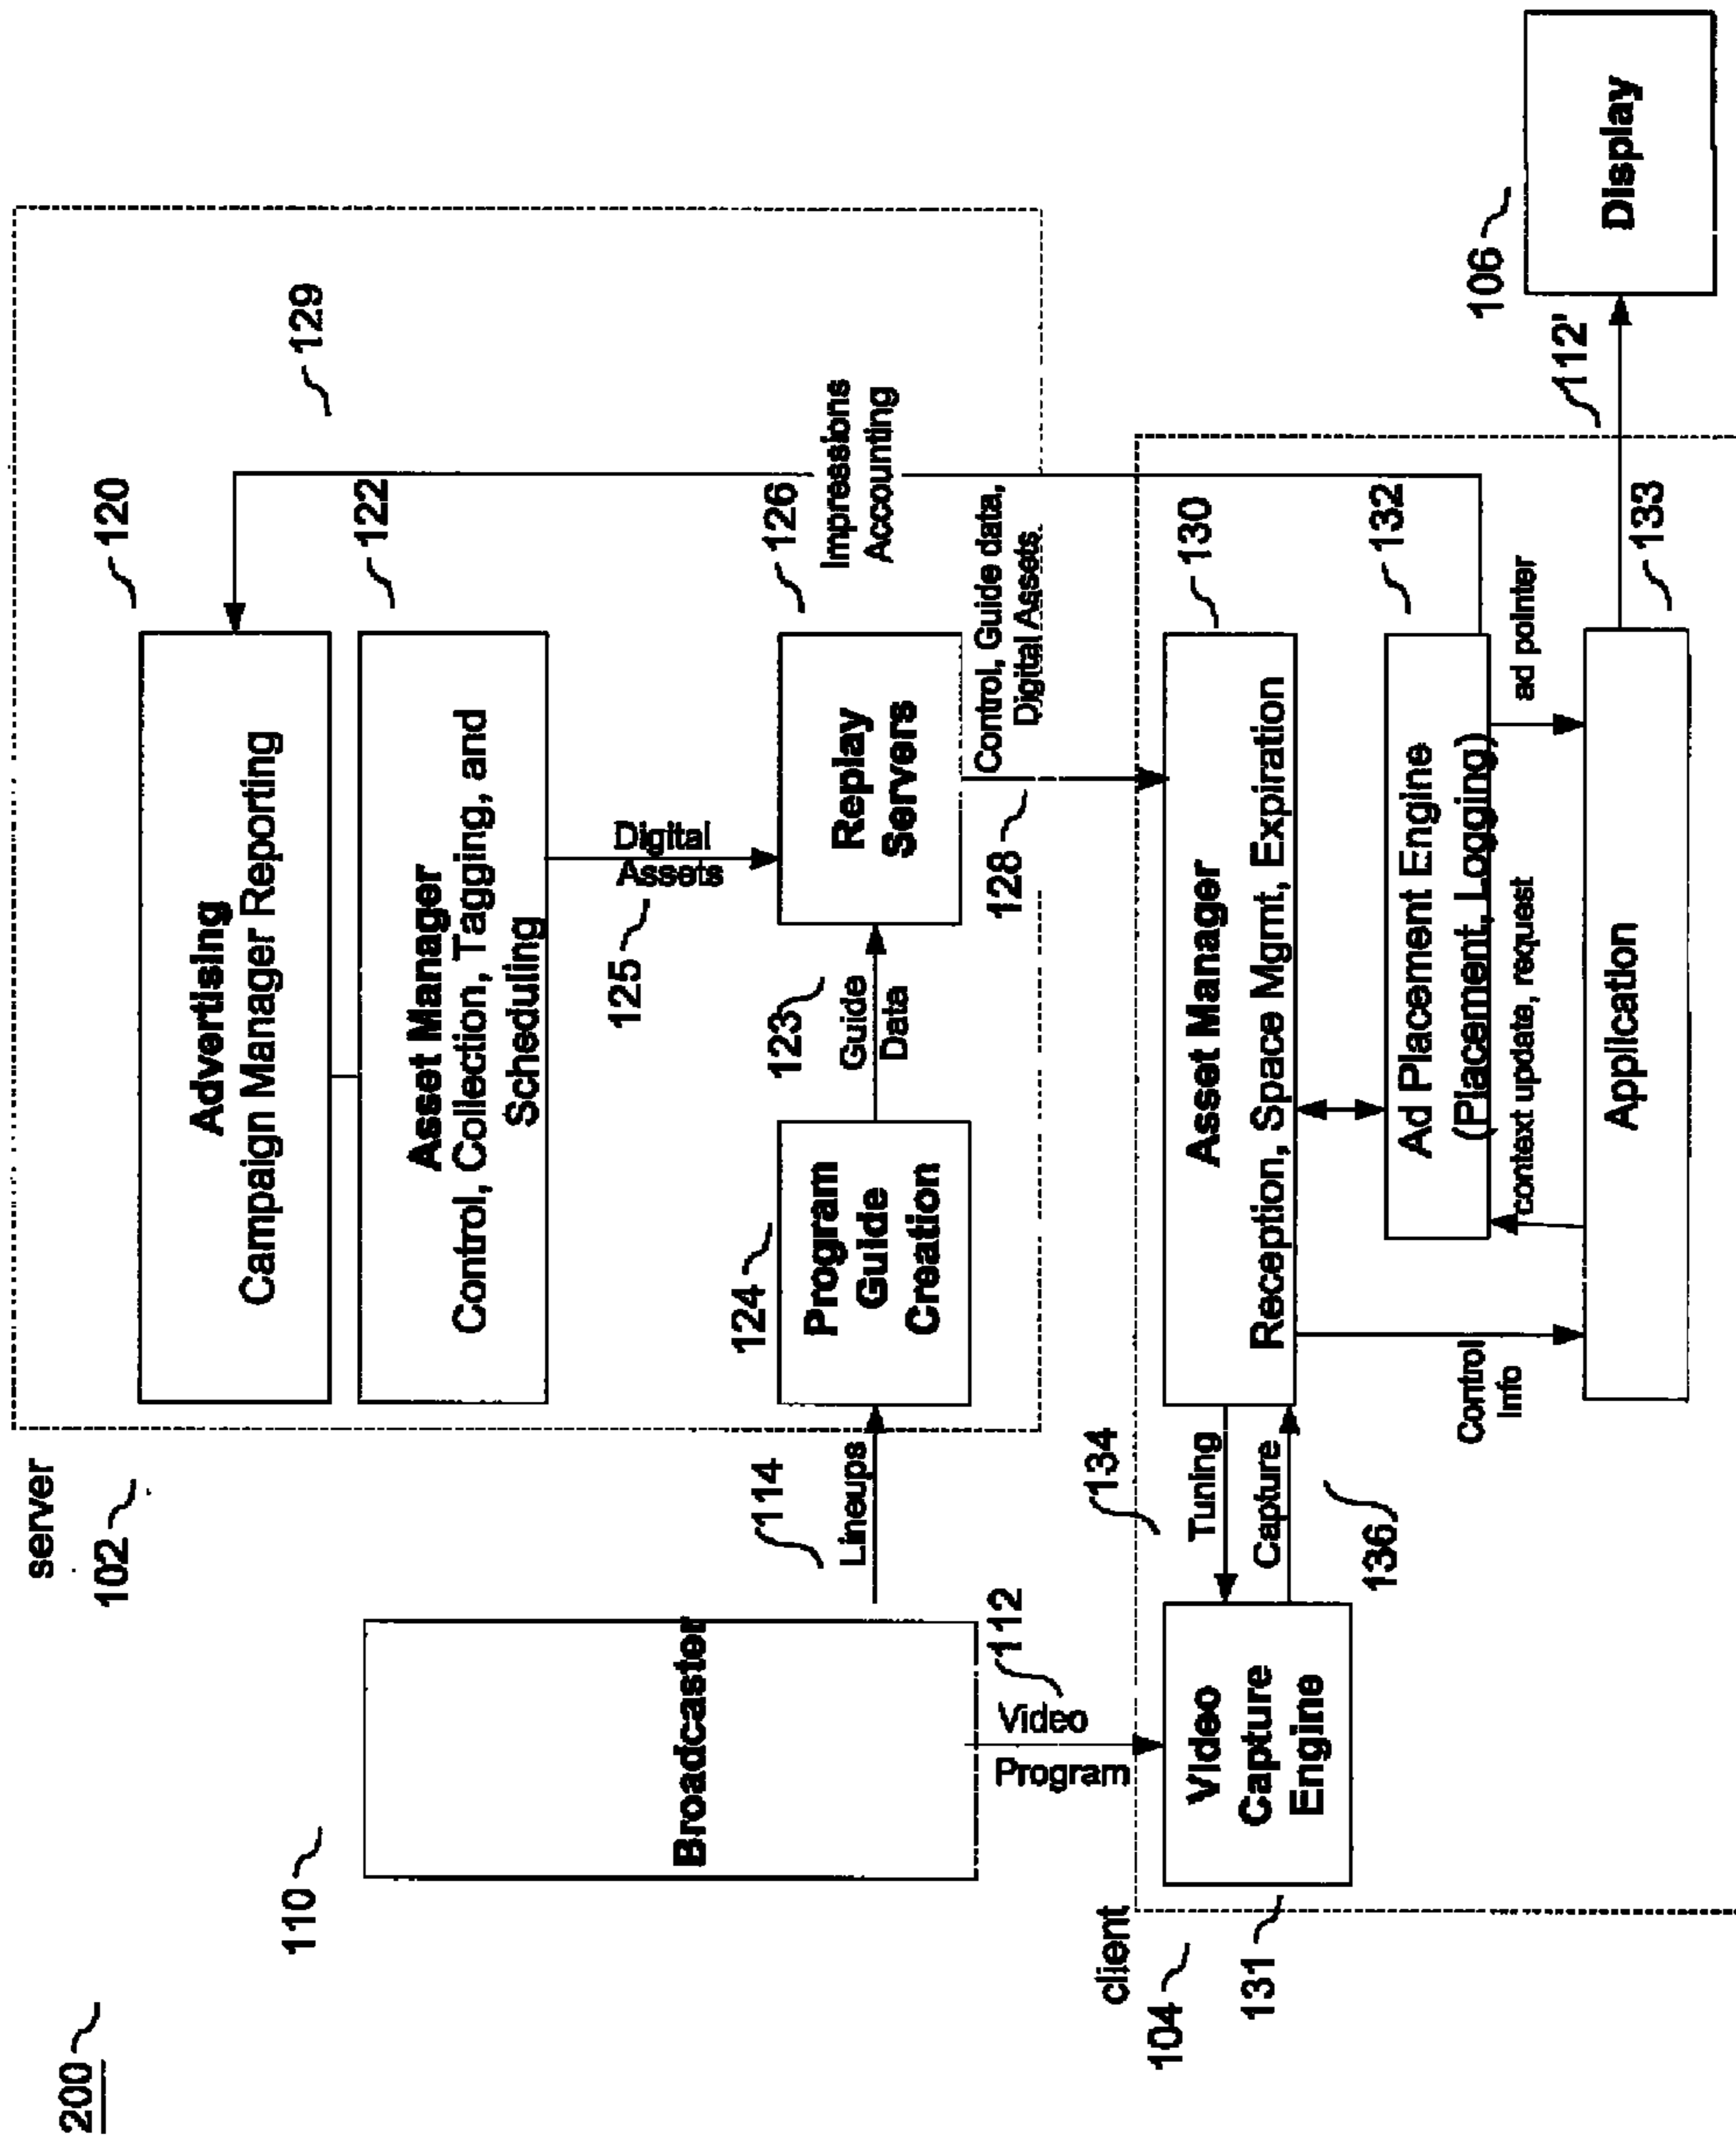 200
server
102
120
Advertising
Campaign Manager Reporting
122
Asset Manager
Control, Collection, Tagging, and
Scheduling
129
110
Broadcaster
114
Lineups
124
Program
Guide
Creation
123
Guide
Data
125
Digital
Assets
126
Replay
Servers
Impressions
Accounting
112
Video
Program
128
Control, Guide data,
Digital Assets
client
104
131
Video
Capture
Engine
134
Tuning
Capture
136
130
Asset Manager
Reception, Space Mgmt, Expiration
132
Ad Placement Engine
(Placement, Logging)
Control
Info
context update, request
ad pointer
Application
133
112'
106
Display